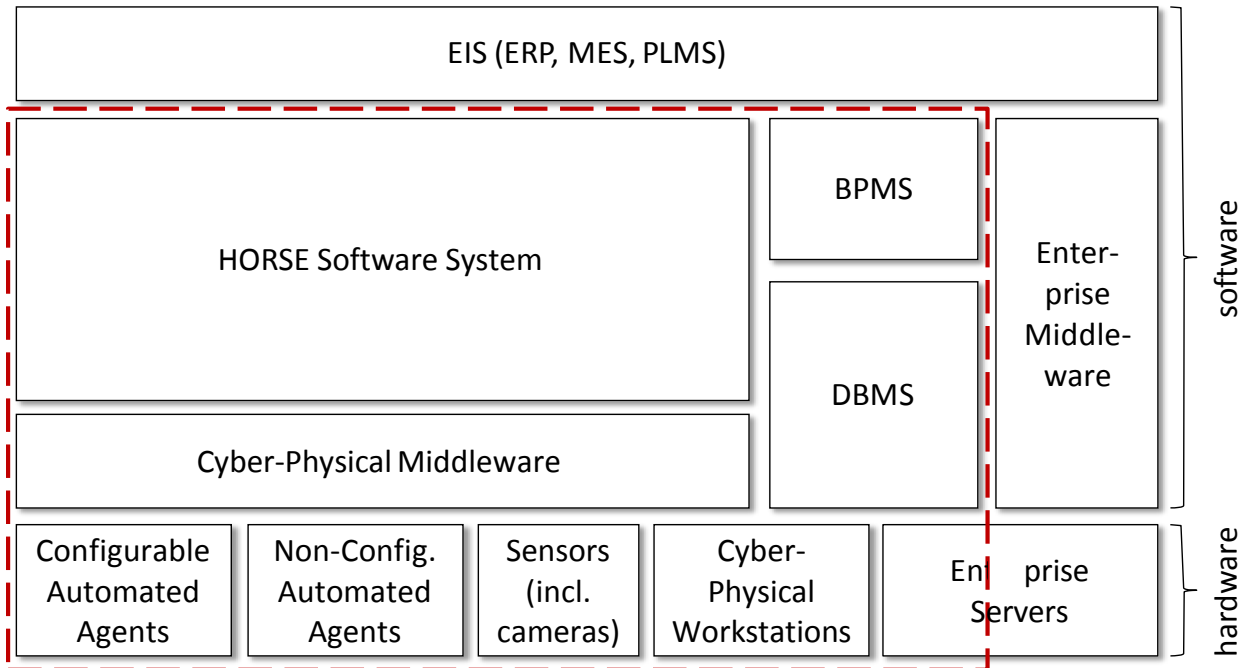 EIS (ERP, MES, PLMS)
HORSE Software System
BPMS
DBMS
Enter-
prise
Middle-
ware
Cyber-Physical Middleware
Configurable
Automated
Agents
Non-Config.
Automated
Agents
Sensors
(incl.
cameras)
Cyber-
Physical
Workstations
Enterprise
Servers
software
hardware